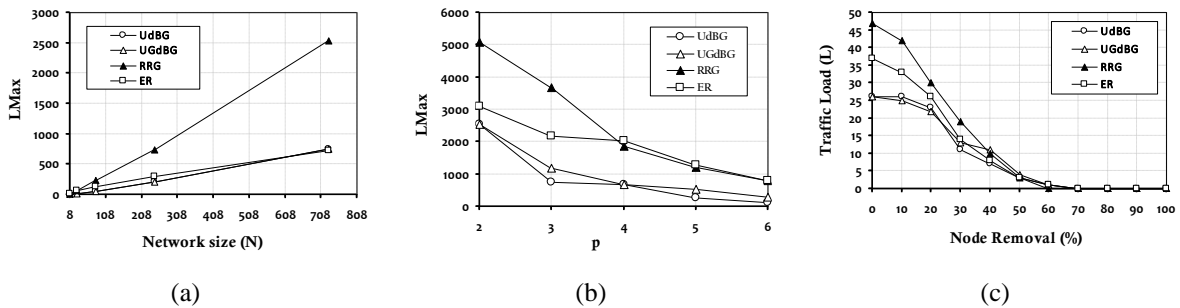 3000
2500
2000
1500
1000
500
0
LMax
UdBG
UGdBG
RRG
ER
8 108 208 308 408 508 608 708 808
Network size (N)
(a)
6000
5000
4000
3000
2000
1000
0
LMax
UdBG
UGdBG
RRG
ER
2 3 4 5 6
p
(b)
50
45
40
35
30
25
20
15
10
5
0
Traffic Load (L)
UdBG
UGdBG
RRG
ER
0 10 20 30 40 50 60 70 80 90 100
Node Removal (%)
(c)